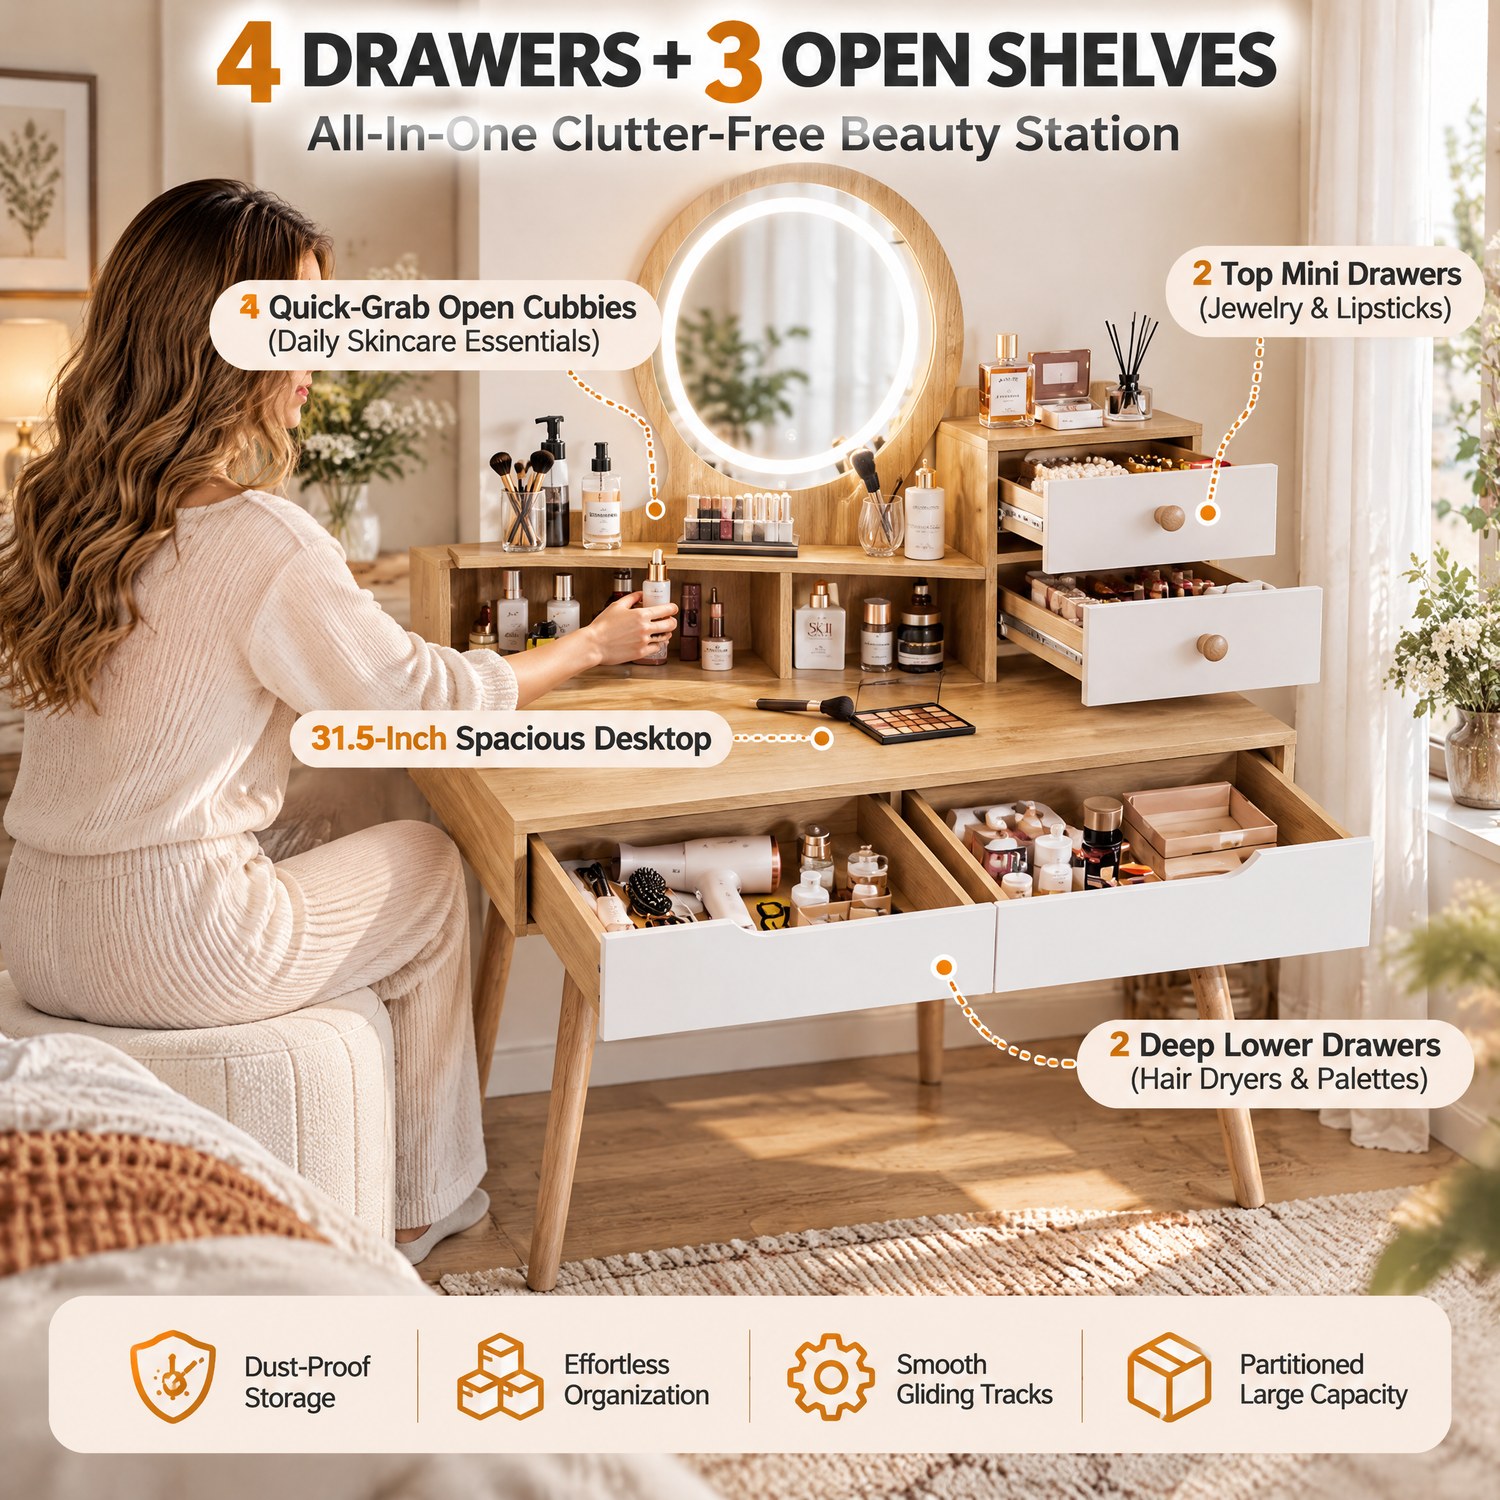 4 DRAWERS + 3 OPEN SHELVES
All-In-One Clutter-Free Beauty Station
2 Top Mini Drawers
(Jewelry & Lipsticks)
Quick-Grab Open Cubbies
(Daily Skincare Essentials)
SK-II
31.5-Inch Spacious Desktop
2 Deep Lower Drawers
(Hair Dryers & Palettes)
Dust-Proof
Storage
Effortless
Organization
Smooth
Gliding Tracks
Partitioned
Large Capacity